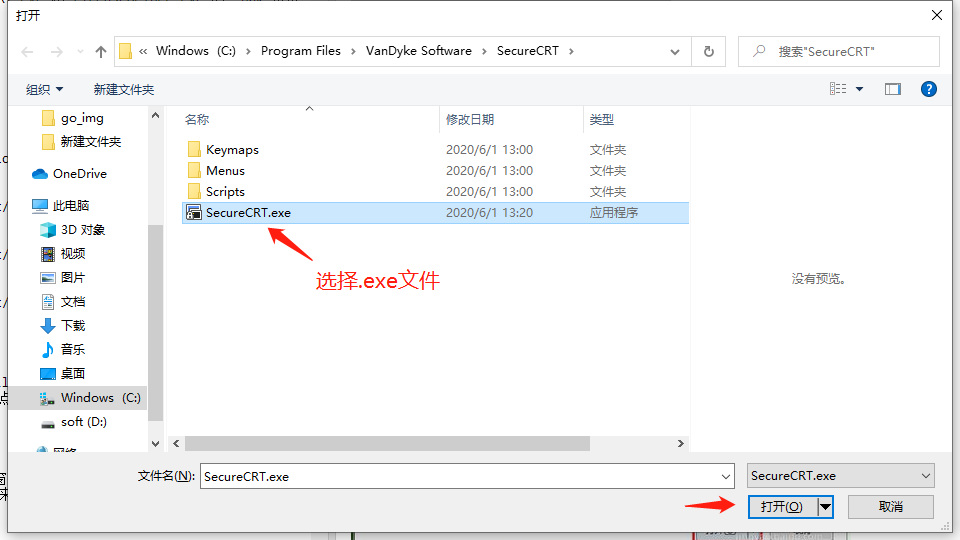 打开
« Windows (C:) › Program Files › VanDyke Software › SecureCRT ›
搜索"SecureCRT"
组织
新建文件夹
go_img
新建文件夹
OneDrive
此电脑
3D 对象
视频
图片
文档
下载
音乐
桌面
Windows (C:)
soft (D:)
网络
名称 修改日期 类型
Keymaps 2020/6/1 13:00 文件夹
Menus 2020/6/1 13:00 文件夹
Scripts 2020/6/1 13:00 文件夹
SecureCRT.exe 2020/6/1 13:20 应用程序
选择.exe文件
没有预览。
文件名(N): SecureCRT.exe
SecureCRT.exe
打开(O)
取消